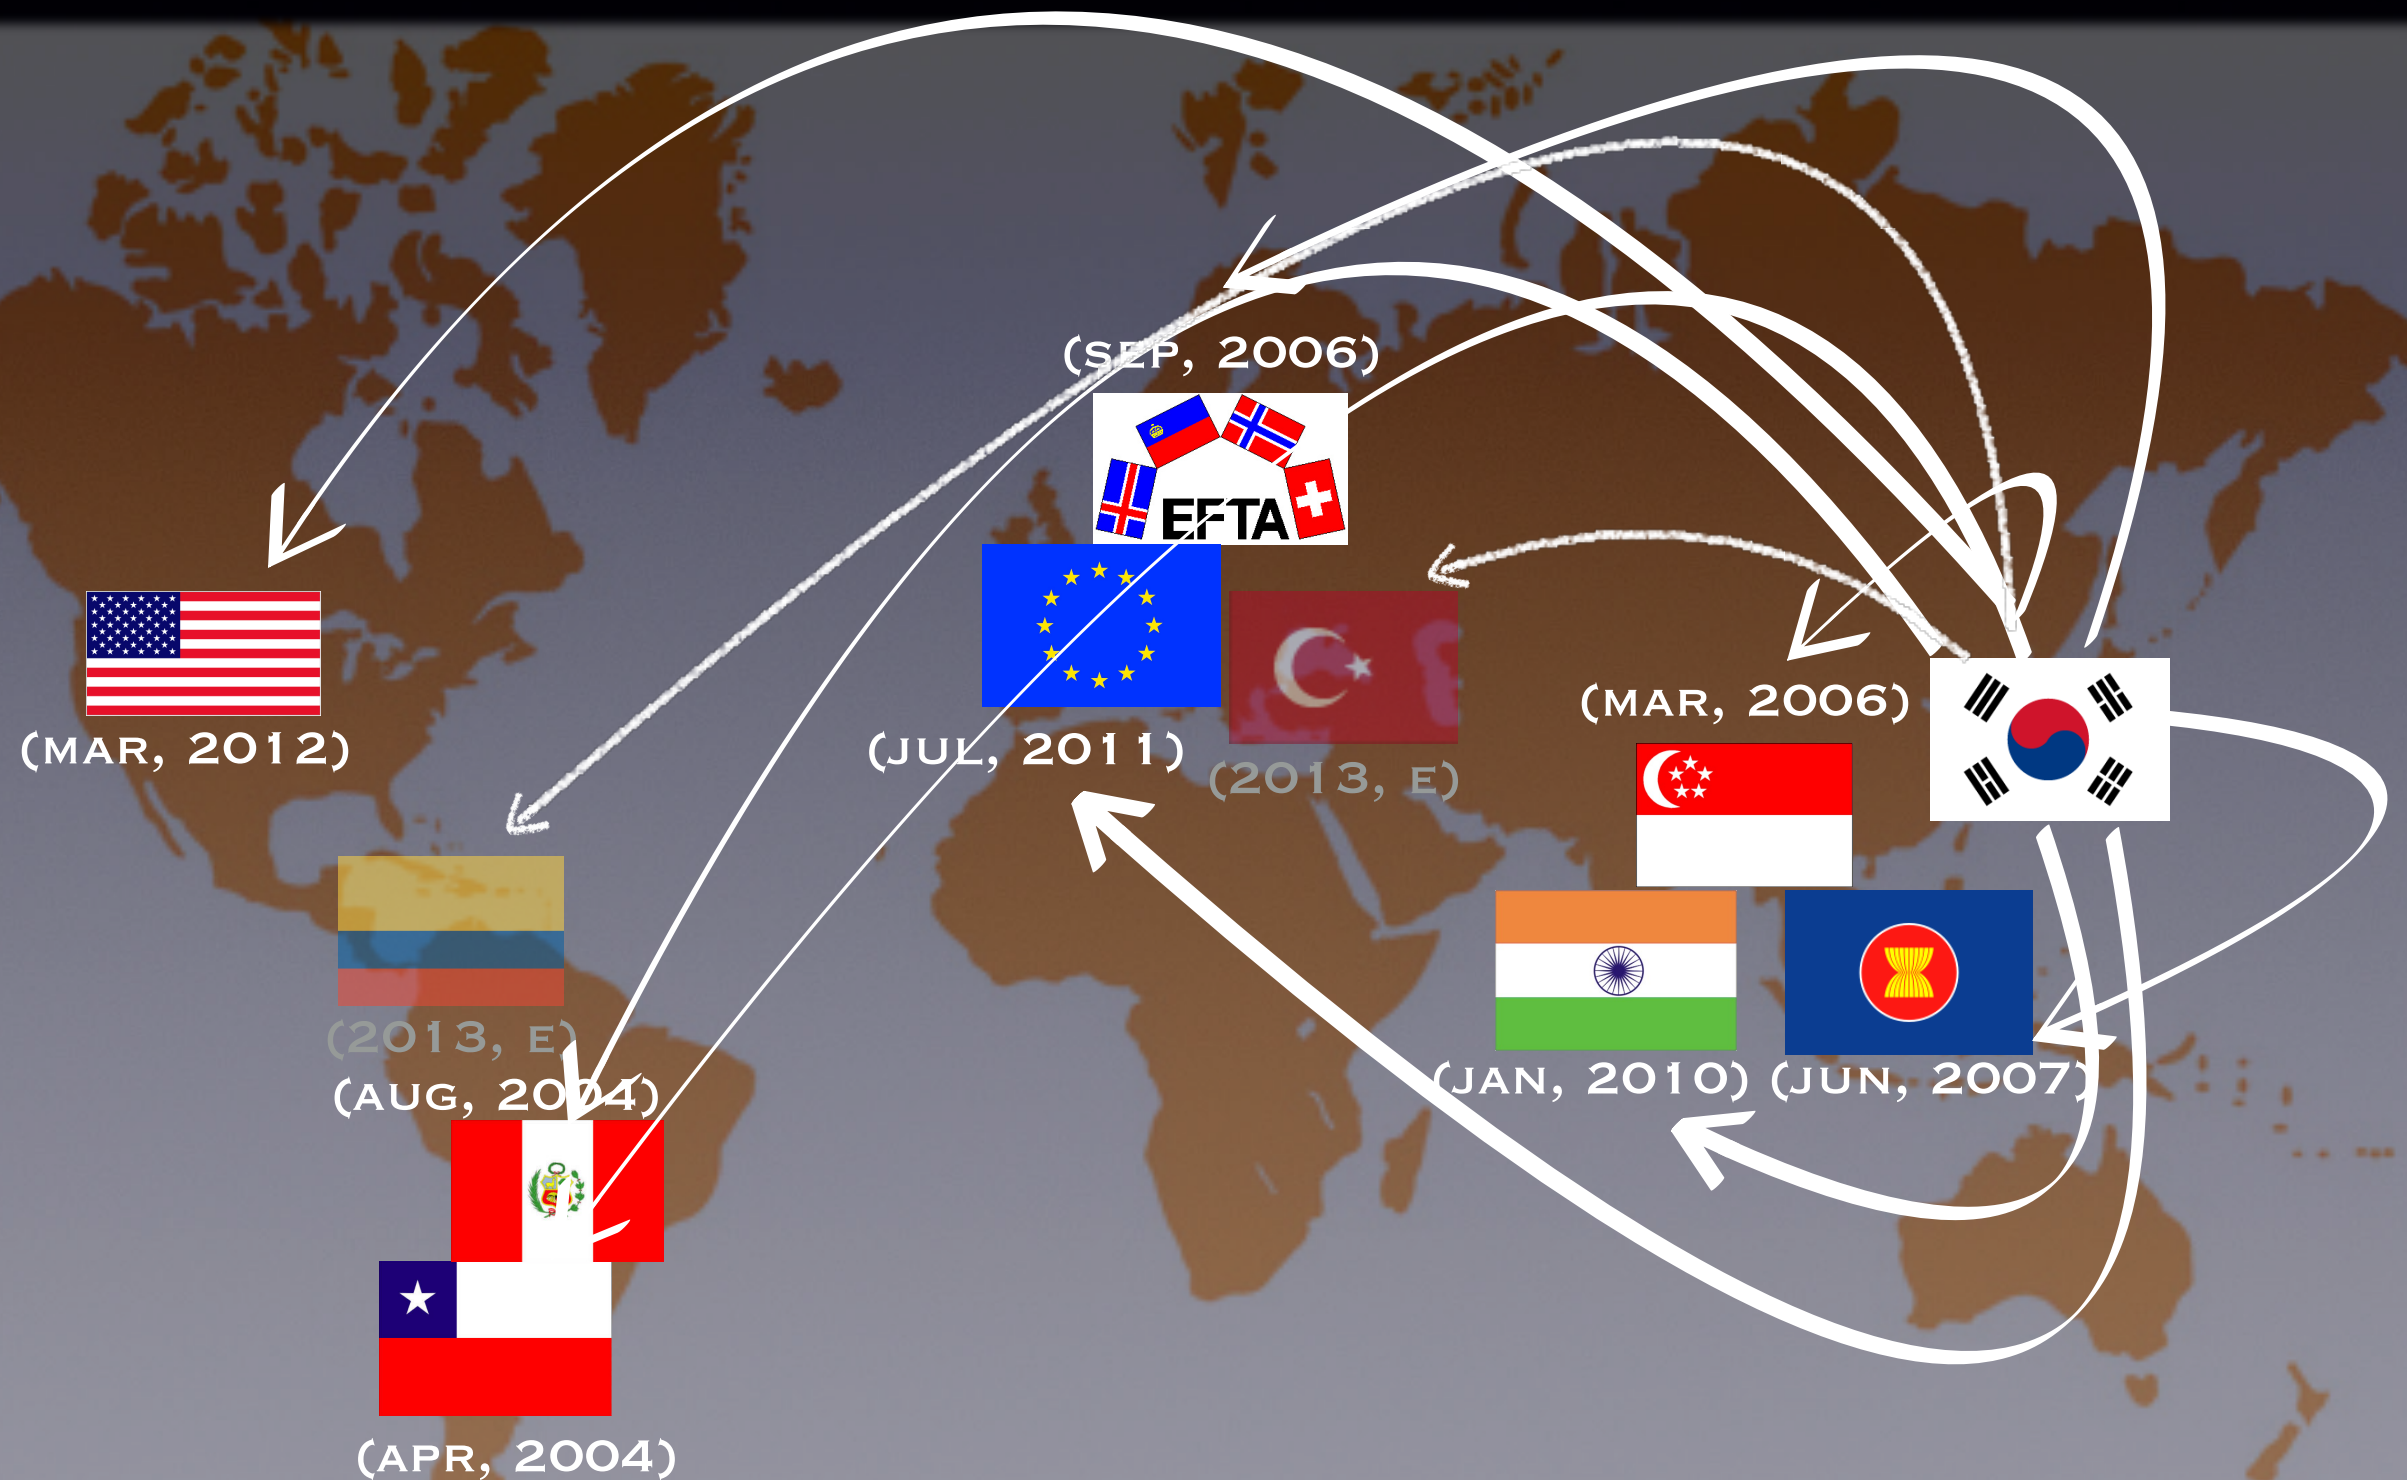 (SEP, 2006)
EFTA
(MAR, 2006)
(MAR, 2012)
(JUL, 2011)
(2013, E)
(2013, E)
(AUG, 2004)
(JAN, 2010)
(JUN, 2007)
(APR, 2004)